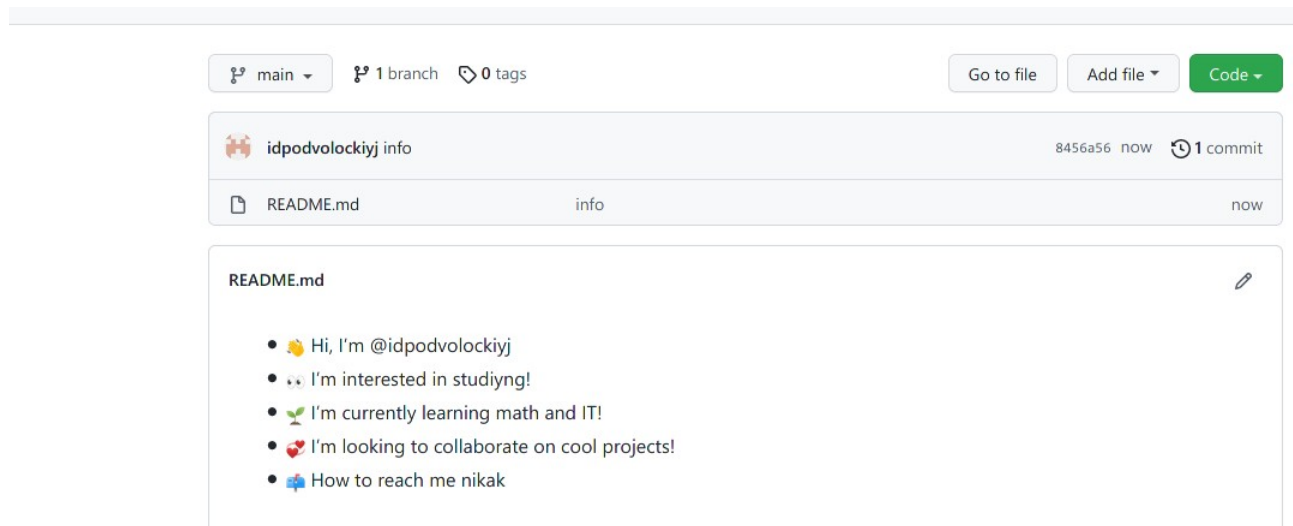 main 1 branch 0 tags Go to file Add file Code
idpodvolockiyj info 8456a56 now 1 commit
README.md info now
README.md
Hi, I'm @idpodvolockiyj
I'm interested in studiyng!
I'm currently learning math and IT!
I'm looking to collaborate on cool projects!
How to reach me nikak